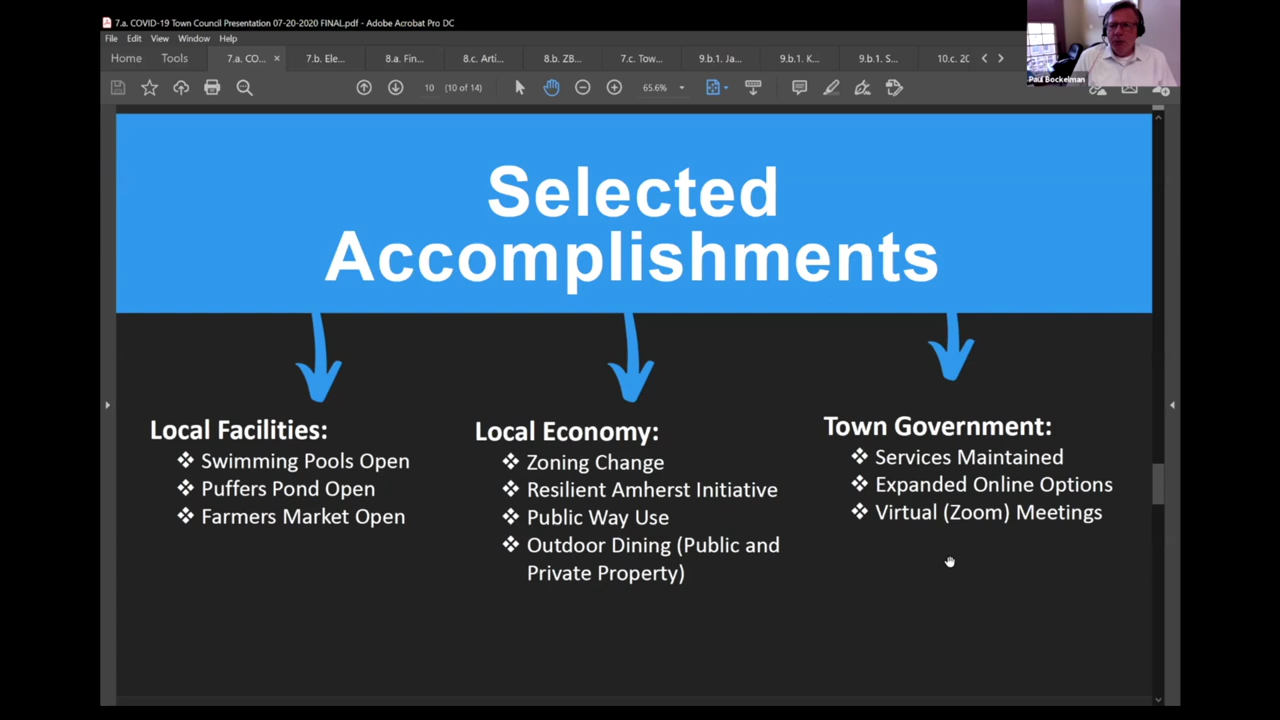 7.a. COVID-19 Town Council Presentation 07-20-2020 FINAL.pdf - Adobe Acrobat Pro DC
File Edit View Window Help
Home Tools 7.a. CO... × 7.b. Ele... 8.a. Fin... 8.c. Arti... 8.b. ZB... 7.c. Tow... 9.b.1. Ja... 9.b.1. K... 9.b.1. S... 10.c. 20
Paul Bockelman
10 (10 of 14) 65.6%
Selected
Accomplishments
Local Facilities:
❖ Swimming Pools Open
❖ Puffers Pond Open
❖ Farmers Market Open
Local Economy:
❖ Zoning Change
❖ Resilient Amherst Initiative
❖ Public Way Use
❖ Outdoor Dining (Public and
Private Property)
Town Government:
❖ Services Maintained
❖ Expanded Online Options
❖ Virtual (Zoom) Meetings